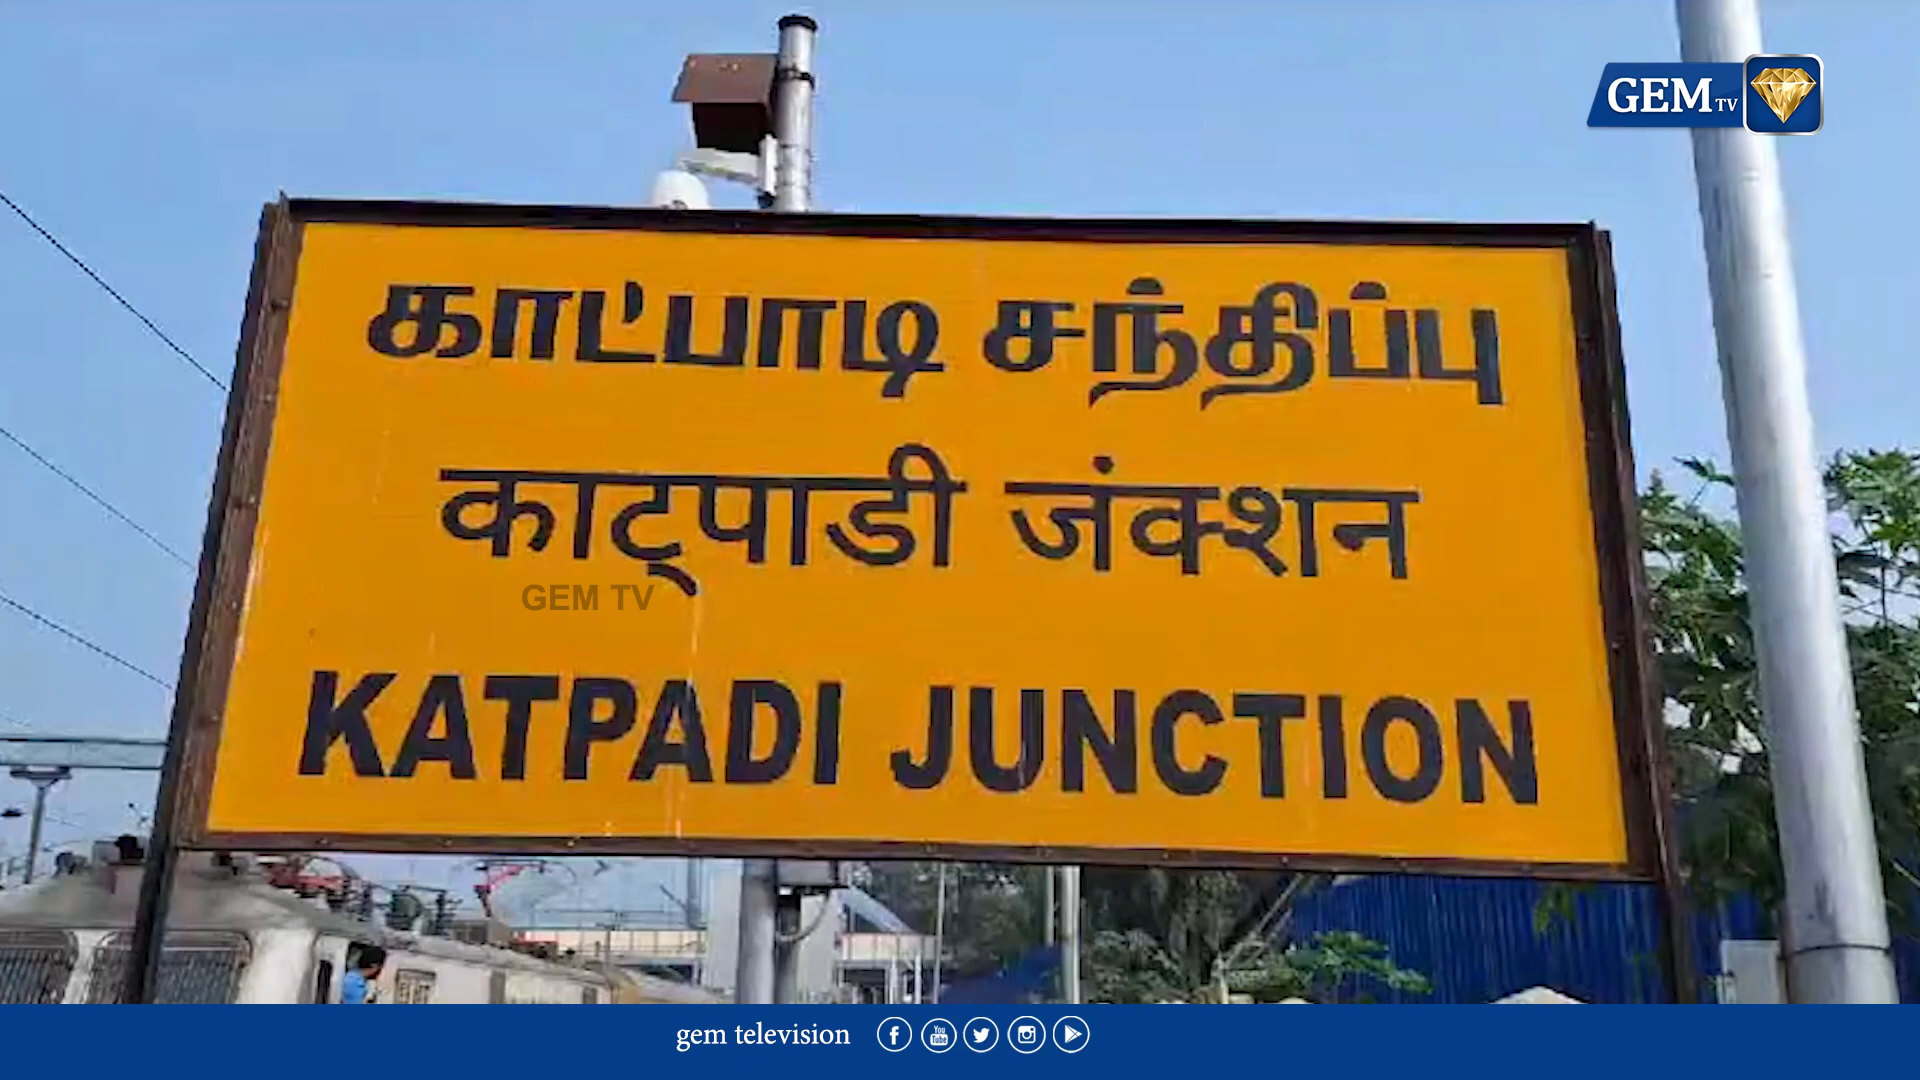 GEM TV
காட்பாடி சந்திப்பு
काट्पाडी जंक्शन
GEM TV
KATPADI JUNCTION
gem television